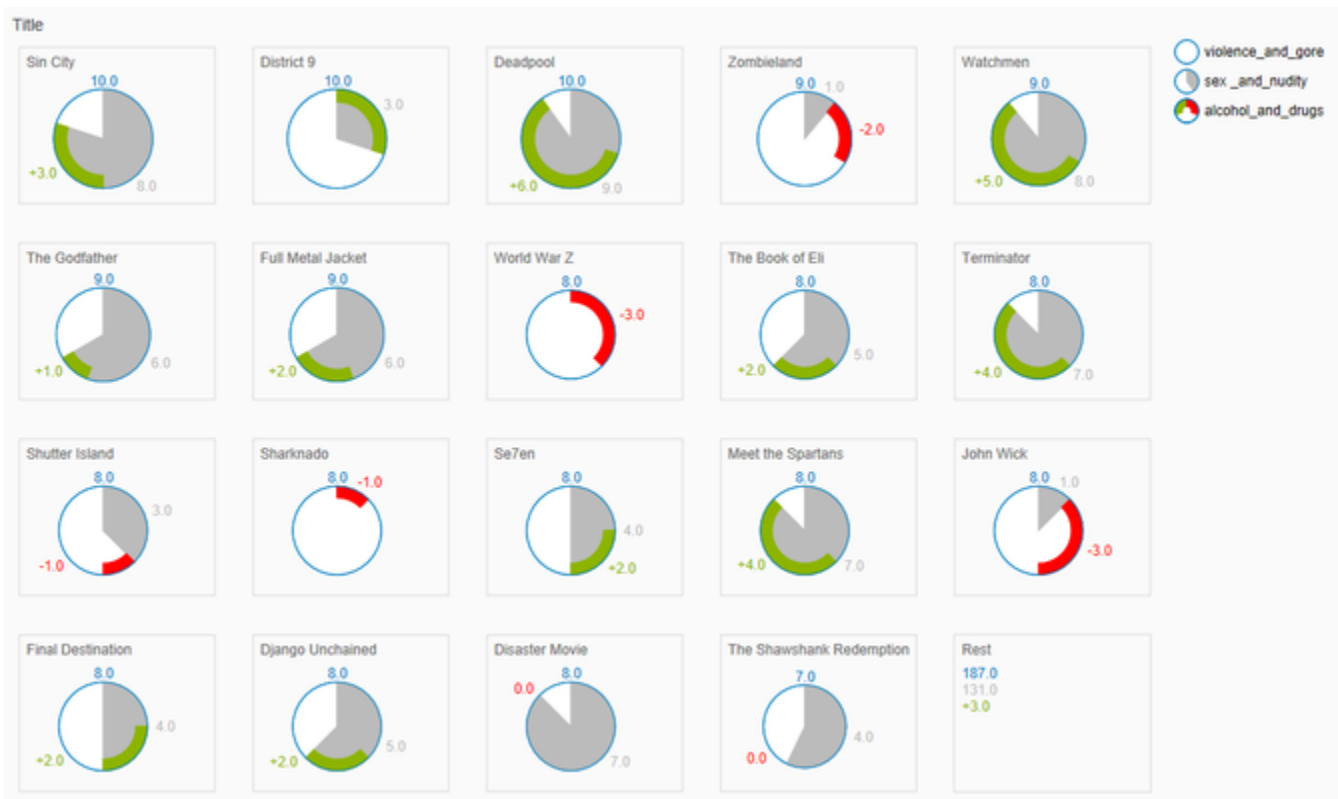 Title
Sin City
10.0
+3.0
8.0
District 9
10.0
3.0
Deadpool
10.0
+6.0
9.0
Zombieland
9.0 1.0
-2.0
Watchmen
9.0
+5.0
8.0
violence_and_gore
sex _and_nudity
alcohol_and_drugs
The Godfather
9.0
6.0
+1.0
Full Metal Jacket
9.0
6.0
+2.0
World War Z
8.0
-3.0
The Book of Eli
8.0
5.0
+2.0
Terminator
8.0
+4.0
7.0
Shutter Island
8.0
3.0
-1.0
Sharknado
8.0 -1.0
Se7en
8.0
4.0
+2.0
Meet the Spartans
8.0
+4.0
7.0
John Wick
8.0 1.0
-3.0
Final Destination
8.0
4.0
+2.0
Django Unchained
8.0
5.0
+2.0
Disaster Movie
8.0
0.0
7.0
The Shawshank Redemption
7.0
4.0
0.0
Rest
187.0
131.0
+3.0